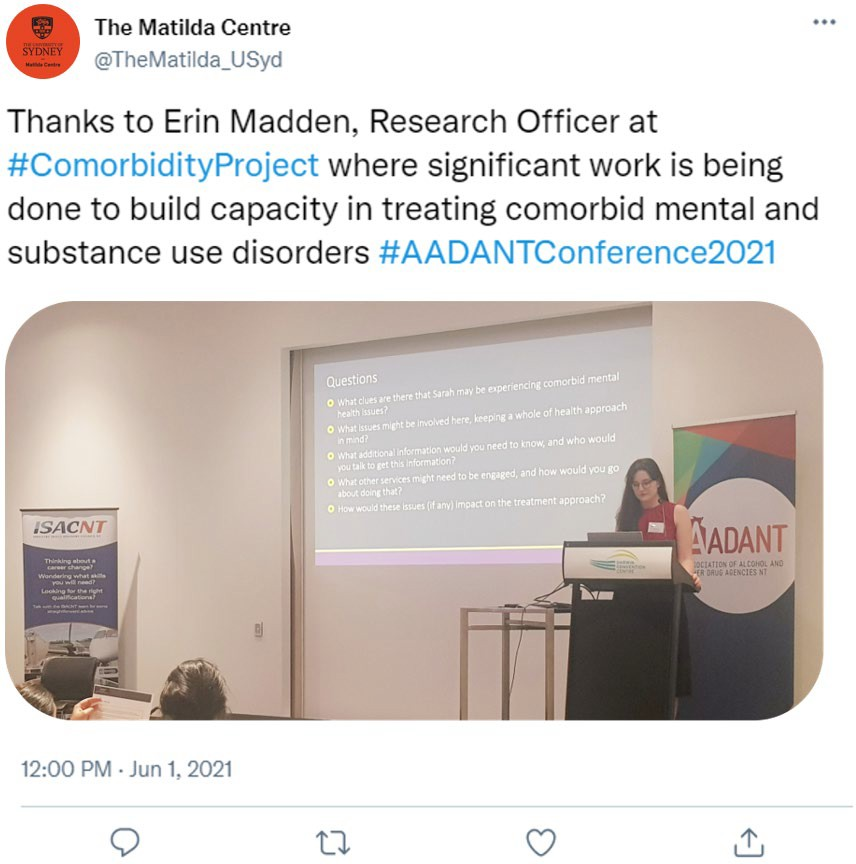 THE UNIVERSITY OF
SYDNEY
Matilda Centre
The Matilda Centre
@TheMatilda_USyd
Thanks to Erin Madden, Research Officer at
#ComorbidityProject where significant work is being
done to build capacity in treating comorbid mental and
substance use disorders #AADANTConference2021
Questions
What clues are there that Sarah may be experiencing comorbid mental
health issues?
What issues might be involved here, keeping a whole of health approach
in mind?
What additional information would you need to know, and who would
you talk to get this information?
What other services might need to be engaged, and how would you go
about doing that?
How would these issues (if any) impact on the treatment approach?
ISACNT
Thinking about a
career change?
Wondering what skills
you will need?
Looking for the right
qualifications?
Talk with the ISACNT team for some
straightforward advice
DARWIN
CONVENTION
CENTRE
AADANT
OCIATION OF ALCOHOL AND
ER DRUG AGENCIES NT
12:00 PM · Jun 1, 2021